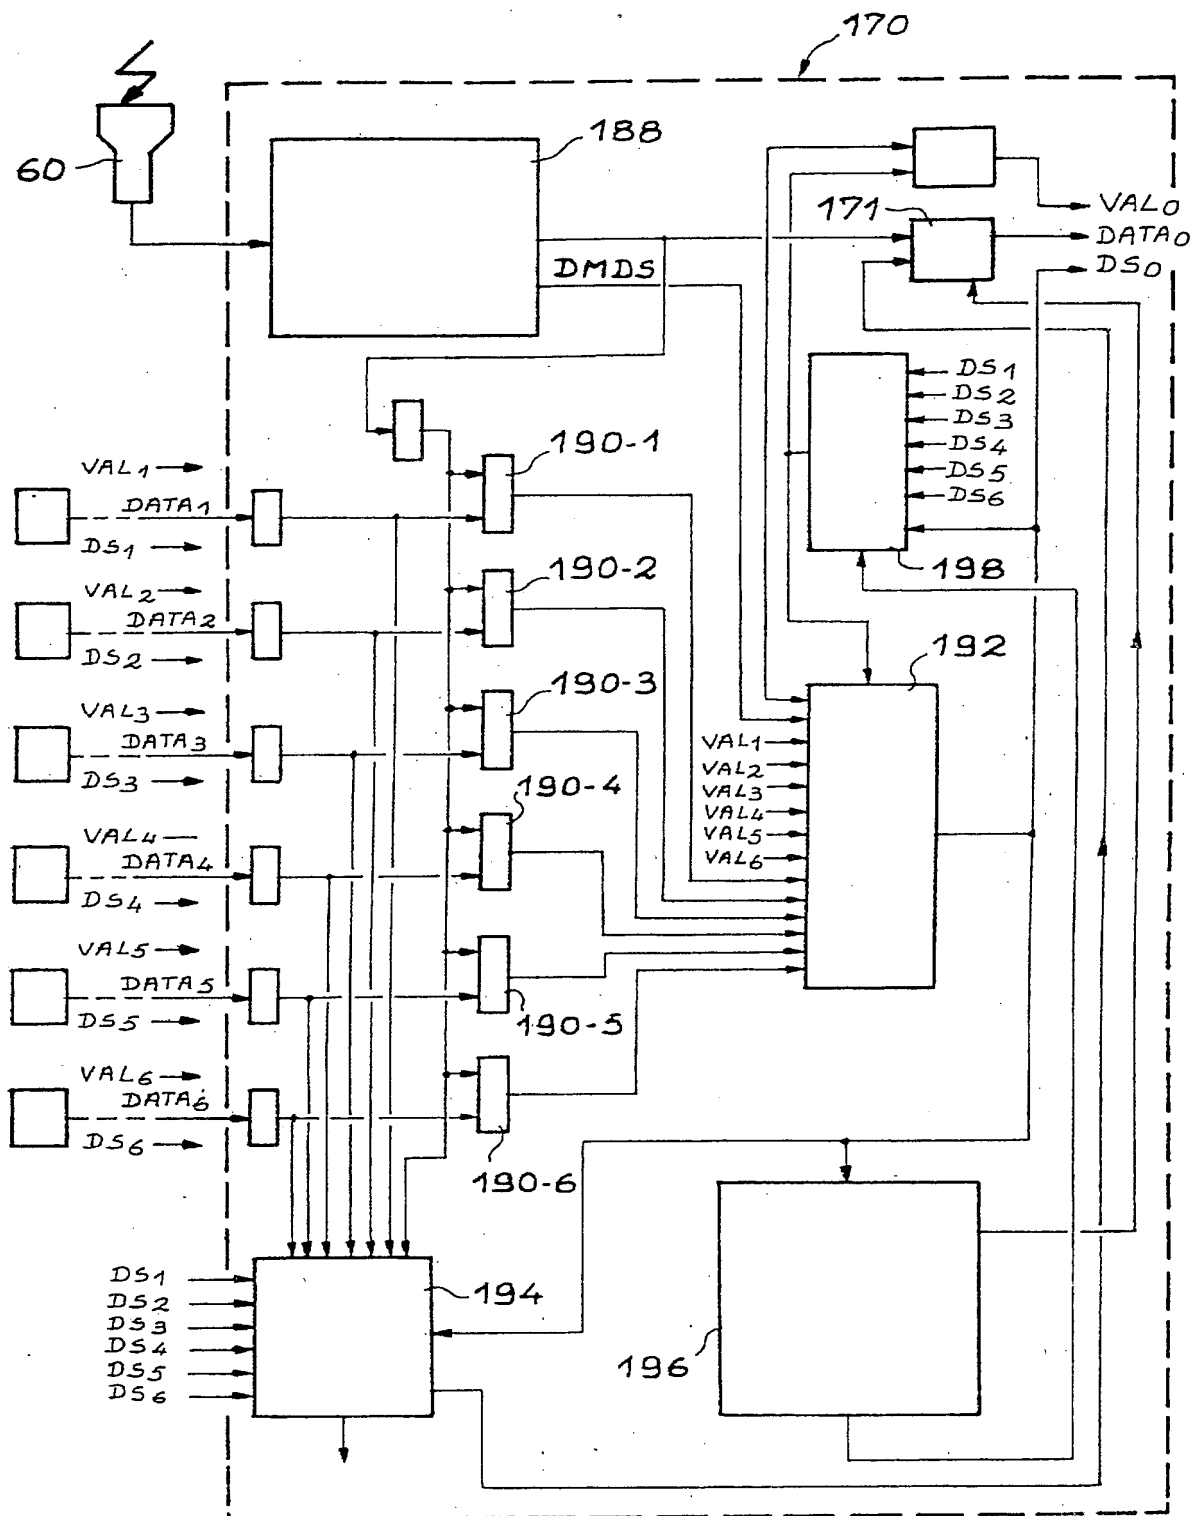 170
60
188
171
VAL0
DATA0
DS0
DMDS
DS1
DS2
DS3
DS4
DS5
DS6
198
VAL1
DATA1
DS1
190-1
VAL2
DATA2
DS2
190-2
VAL3
DATA3
DS3
190-3
VAL4
DATA4
DS4
190-4
VAL5
DATA5
DS5
190-5
VAL6
DATA6
DS6
190-6
192
VAL1
VAL2
VAL3
VAL4
VAL5
VAL6
DS1
DS2
DS3
DS4
DS5
DS6
194
196